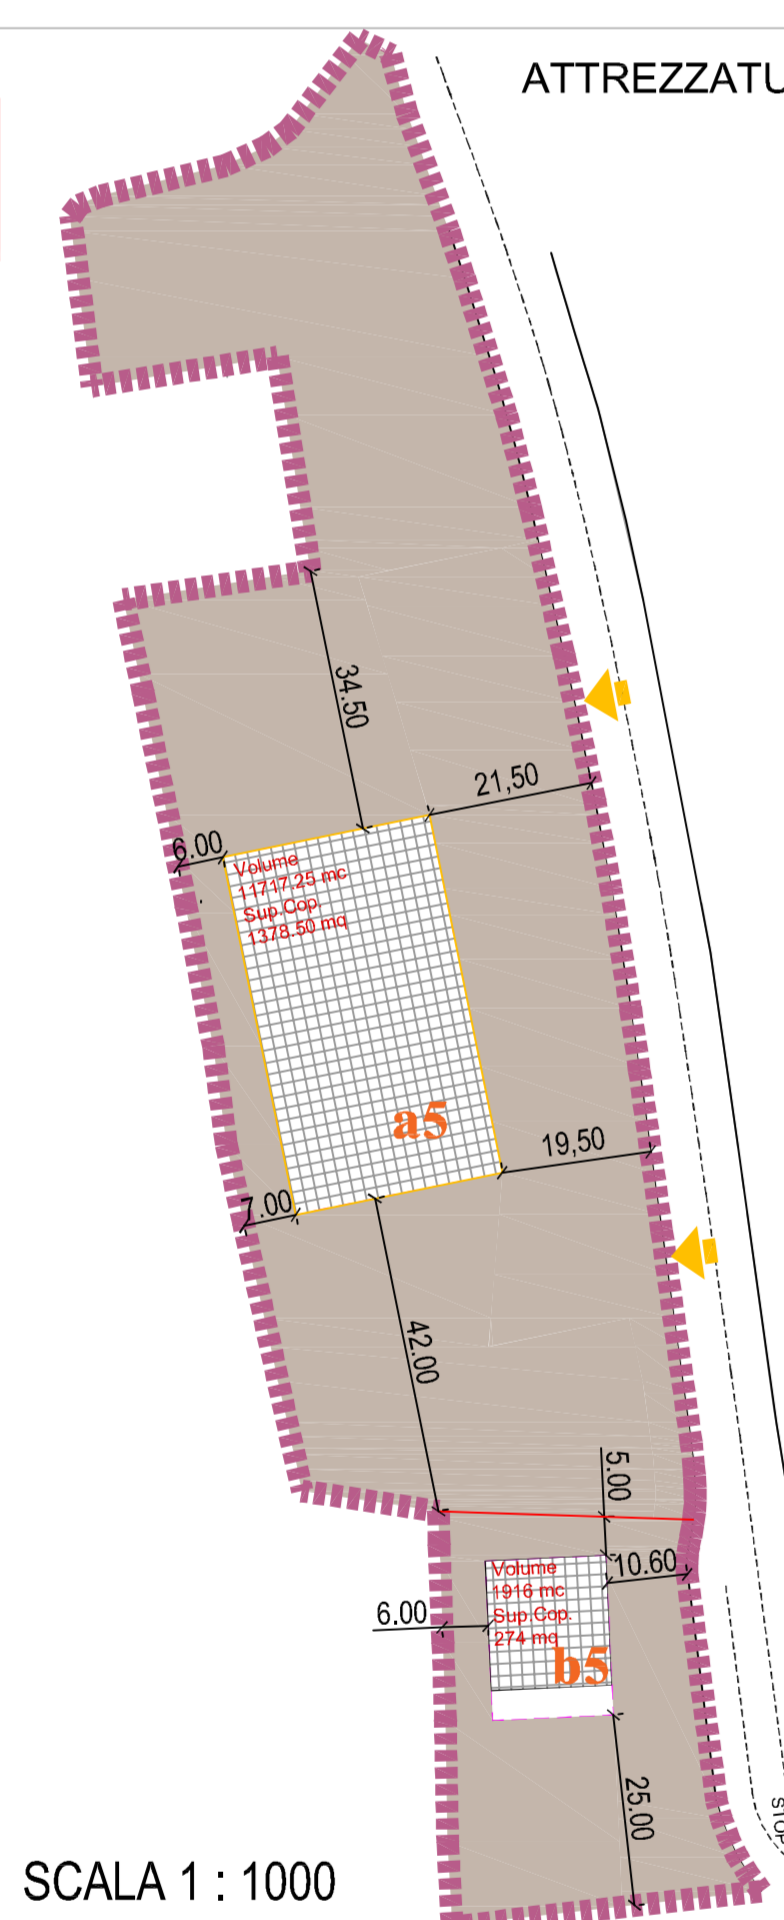 ATTREZZATU
34.50
21,50
6.00
Volume
11717.25 mc
Sup.Cop.
1378.50 mq
a5
19,50
7.00
42.00
5.00
10.60
Volume
1916 mc
Sup.Cop.
274 mq
b5
6.00
25.00
STOP
SCALA 1 : 1000